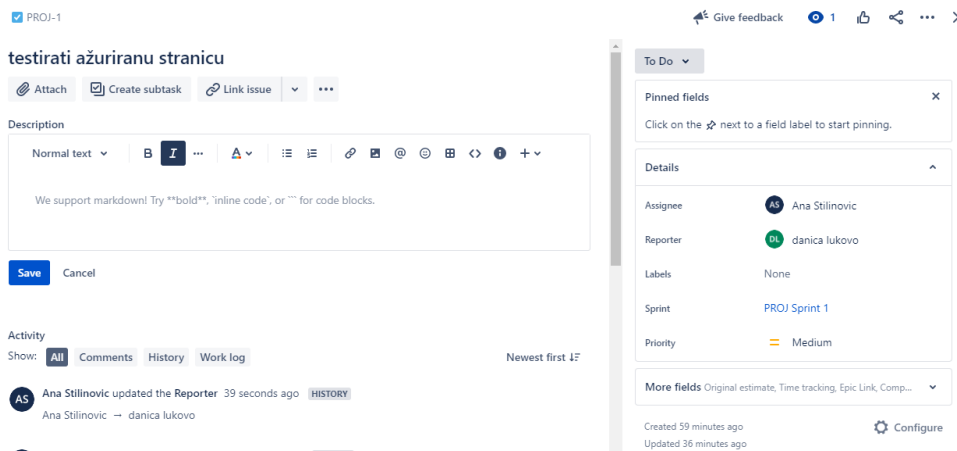 PROJ-1
Give feedback 1
testirati ažuriranu stranicu
Attach Create subtask Link issue
Description
Normal text B I A
We support markdown! Try **bold**, `inline code`, or ``` for code blocks.
Save Cancel
Activity
Show: All Comments History Work log Newest first
AS Ana Stilinovic updated the Reporter 39 seconds ago HISTORY
Ana Stilinovic → danica lukovo
To Do
Pinned fields
Click on the next to a field label to start pinning.
Details
Assignee AS Ana Stilinovic
Reporter DL danica lukovo
Labels None
Sprint PROJ Sprint 1
Priority Medium
More fields Original estimate, Time tracking, Epic Link, Comp...
Created 59 minutes ago Configure
Updated 36 minutes ago